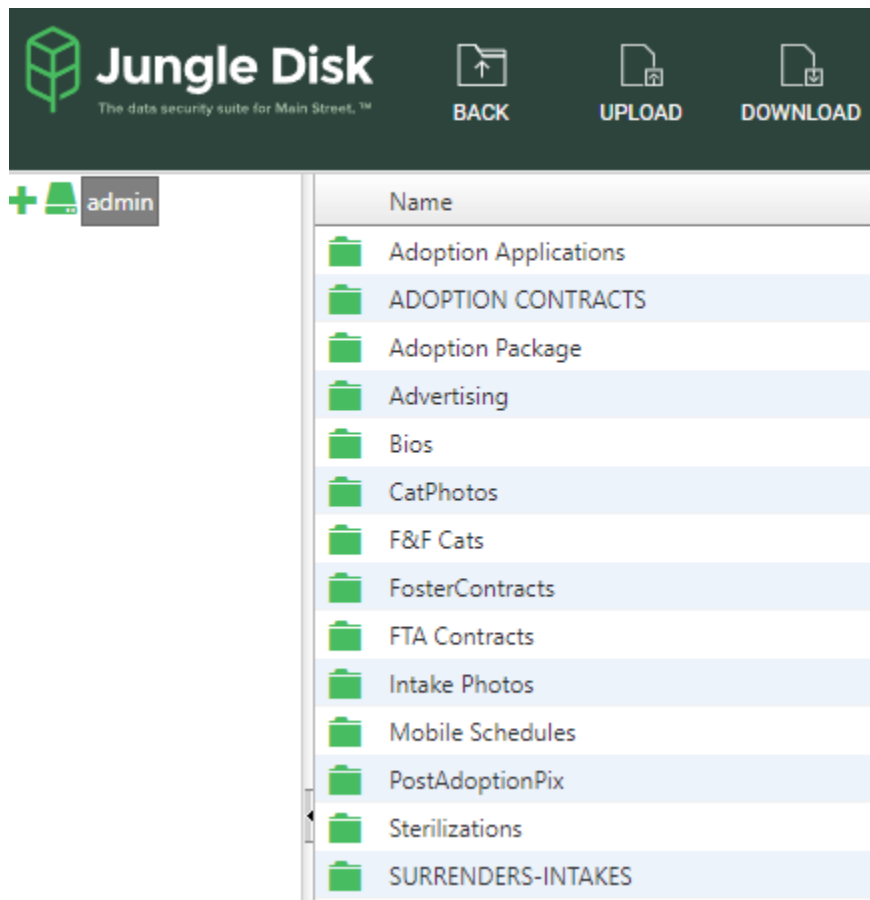 Jungle Disk
The data security suite for Main Street. ™
BACK
UPLOAD
DOWNLOAD
admin
Name
Adoption Applications
ADOPTION CONTRACTS
Adoption Package
Advertising
Bios
CatPhotos
F&F Cats
FosterContracts
FTA Contracts
Intake Photos
Mobile Schedules
PostAdoptionPix
Sterilizations
SURRENDERS-INTAKES